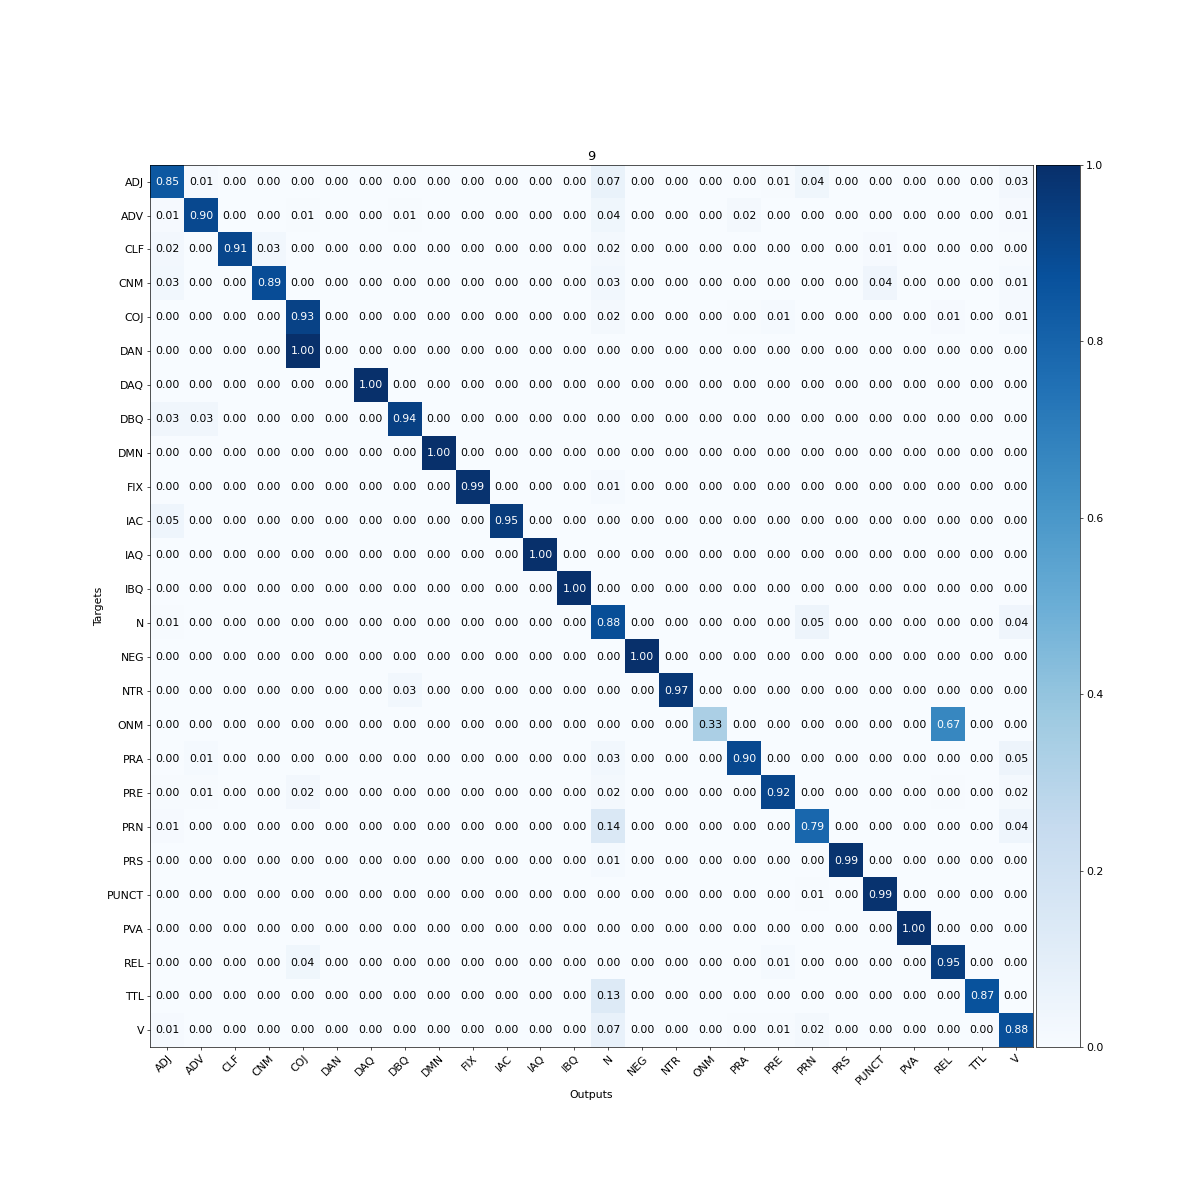 9
ADJ 0.85 0.01 0.00 0.00 0.00 0.00 0.00 0.00 0.00 0.00 0.00 0.00 0.00 0.07 0.00 0.00 0.00 0.00 0.01 0.04 0.00 0.00 0.00 0.00 0.00 0.03 1.0
ADV 0.01 0.90 0.00 0.00 0.01 0.00 0.00 0.01 0.00 0.00 0.00 0.00 0.00 0.04 0.00 0.00 0.00 0.02 0.00 0.00 0.00 0.00 0.00 0.00 0.00 0.01
CLF 0.02 0.00 0.91 0.03 0.00 0.00 0.00 0.00 0.00 0.00 0.00 0.00 0.00 0.02 0.00 0.00 0.00 0.00 0.00 0.00 0.00 0.01 0.00 0.00 0.00 0.00
CNM 0.03 0.00 0.00 0.89 0.00 0.00 0.00 0.00 0.00 0.00 0.00 0.00 0.00 0.03 0.00 0.00 0.00 0.00 0.00 0.00 0.00 0.04 0.00 0.00 0.00 0.01
COJ 0.00 0.00 0.00 0.00 0.93 0.00 0.00 0.00 0.00 0.00 0.00 0.00 0.00 0.02 0.00 0.00 0.00 0.00 0.01 0.00 0.00 0.00 0.00 0.01 0.00 0.01
DAN 0.00 0.00 0.00 0.00 1.00 0.00 0.00 0.00 0.00 0.00 0.00 0.00 0.00 0.00 0.00 0.00 0.00 0.00 0.00 0.00 0.00 0.00 0.00 0.00 0.00 0.00 0.8
DAQ 0.00 0.00 0.00 0.00 0.00 0.00 1.00 0.00 0.00 0.00 0.00 0.00 0.00 0.00 0.00 0.00 0.00 0.00 0.00 0.00 0.00 0.00 0.00 0.00 0.00 0.00
DBQ 0.03 0.03 0.00 0.00 0.00 0.00 0.00 0.94 0.00 0.00 0.00 0.00 0.00 0.00 0.00 0.00 0.00 0.00 0.00 0.00 0.00 0.00 0.00 0.00 0.00 0.00
DMN 0.00 0.00 0.00 0.00 0.00 0.00 0.00 0.00 1.00 0.00 0.00 0.00 0.00 0.00 0.00 0.00 0.00 0.00 0.00 0.00 0.00 0.00 0.00 0.00 0.00 0.00
FIX 0.00 0.00 0.00 0.00 0.00 0.00 0.00 0.00 0.00 0.99 0.00 0.00 0.00 0.01 0.00 0.00 0.00 0.00 0.00 0.00 0.00 0.00 0.00 0.00 0.00 0.00
IAC 0.05 0.00 0.00 0.00 0.00 0.00 0.00 0.00 0.00 0.00 0.95 0.00 0.00 0.00 0.00 0.00 0.00 0.00 0.00 0.00 0.00 0.00 0.00 0.00 0.00 0.00 0.6
IAQ 0.00 0.00 0.00 0.00 0.00 0.00 0.00 0.00 0.00 0.00 0.00 1.00 0.00 0.00 0.00 0.00 0.00 0.00 0.00 0.00 0.00 0.00 0.00 0.00 0.00 0.00
IBQ 0.00 0.00 0.00 0.00 0.00 0.00 0.00 0.00 0.00 0.00 0.00 0.00 1.00 0.00 0.00 0.00 0.00 0.00 0.00 0.00 0.00 0.00 0.00 0.00 0.00 0.00
Targets
N 0.01 0.00 0.00 0.00 0.00 0.00 0.00 0.00 0.00 0.00 0.00 0.00 0.00 0.88 0.00 0.00 0.00 0.00 0.00 0.05 0.00 0.00 0.00 0.00 0.00 0.04
NEG 0.00 0.00 0.00 0.00 0.00 0.00 0.00 0.00 0.00 0.00 0.00 0.00 0.00 0.00 1.00 0.00 0.00 0.00 0.00 0.00 0.00 0.00 0.00 0.00 0.00 0.00
NTR 0.00 0.00 0.00 0.00 0.00 0.00 0.00 0.03 0.00 0.00 0.00 0.00 0.00 0.00 0.00 0.97 0.00 0.00 0.00 0.00 0.00 0.00 0.00 0.00 0.00 0.00 0.4
ONM 0.00 0.00 0.00 0.00 0.00 0.00 0.00 0.00 0.00 0.00 0.00 0.00 0.00 0.00 0.00 0.00 0.33 0.00 0.00 0.00 0.00 0.00 0.00 0.67 0.00 0.00
PRA 0.00 0.01 0.00 0.00 0.00 0.00 0.00 0.00 0.00 0.00 0.00 0.00 0.00 0.03 0.00 0.00 0.00 0.90 0.00 0.00 0.00 0.00 0.00 0.00 0.00 0.05
PRE 0.00 0.01 0.00 0.00 0.02 0.00 0.00 0.00 0.00 0.00 0.00 0.00 0.00 0.02 0.00 0.00 0.00 0.00 0.92 0.00 0.00 0.00 0.00 0.00 0.00 0.02
PRN 0.01 0.00 0.00 0.00 0.00 0.00 0.00 0.00 0.00 0.00 0.00 0.00 0.00 0.14 0.00 0.00 0.00 0.00 0.00 0.79 0.00 0.00 0.00 0.00 0.00 0.04
PRS 0.00 0.00 0.00 0.00 0.00 0.00 0.00 0.00 0.00 0.00 0.00 0.00 0.00 0.01 0.00 0.00 0.00 0.00 0.00 0.00 0.99 0.00 0.00 0.00 0.00 0.00 0.2
PUNCT 0.00 0.00 0.00 0.00 0.00 0.00 0.00 0.00 0.00 0.00 0.00 0.00 0.00 0.00 0.00 0.00 0.00 0.00 0.00 0.01 0.00 0.99 0.00 0.00 0.00 0.00
PVA 0.00 0.00 0.00 0.00 0.00 0.00 0.00 0.00 0.00 0.00 0.00 0.00 0.00 0.00 0.00 0.00 0.00 0.00 0.00 0.00 0.00 0.00 1.00 0.00 0.00 0.00
REL 0.00 0.00 0.00 0.00 0.04 0.00 0.00 0.00 0.00 0.00 0.00 0.00 0.00 0.00 0.00 0.00 0.00 0.00 0.01 0.00 0.00 0.00 0.00 0.95 0.00 0.00
TTL 0.00 0.00 0.00 0.00 0.00 0.00 0.00 0.00 0.00 0.00 0.00 0.00 0.00 0.13 0.00 0.00 0.00 0.00 0.00 0.00 0.00 0.00 0.00 0.00 0.87 0.00
V 0.01 0.00 0.00 0.00 0.00 0.00 0.00 0.00 0.00 0.00 0.00 0.00 0.00 0.07 0.00 0.00 0.00 0.00 0.01 0.02 0.00 0.00 0.00 0.00 0.00 0.88
0.0
ADJ ADV CLF CNM COJ DAN DAQ DBQ DMN FIX IAC IAQ IBQ N NEG NTR ONM PRA PRE PRN PRS PUNCT PVA REL TTL V
Outputs